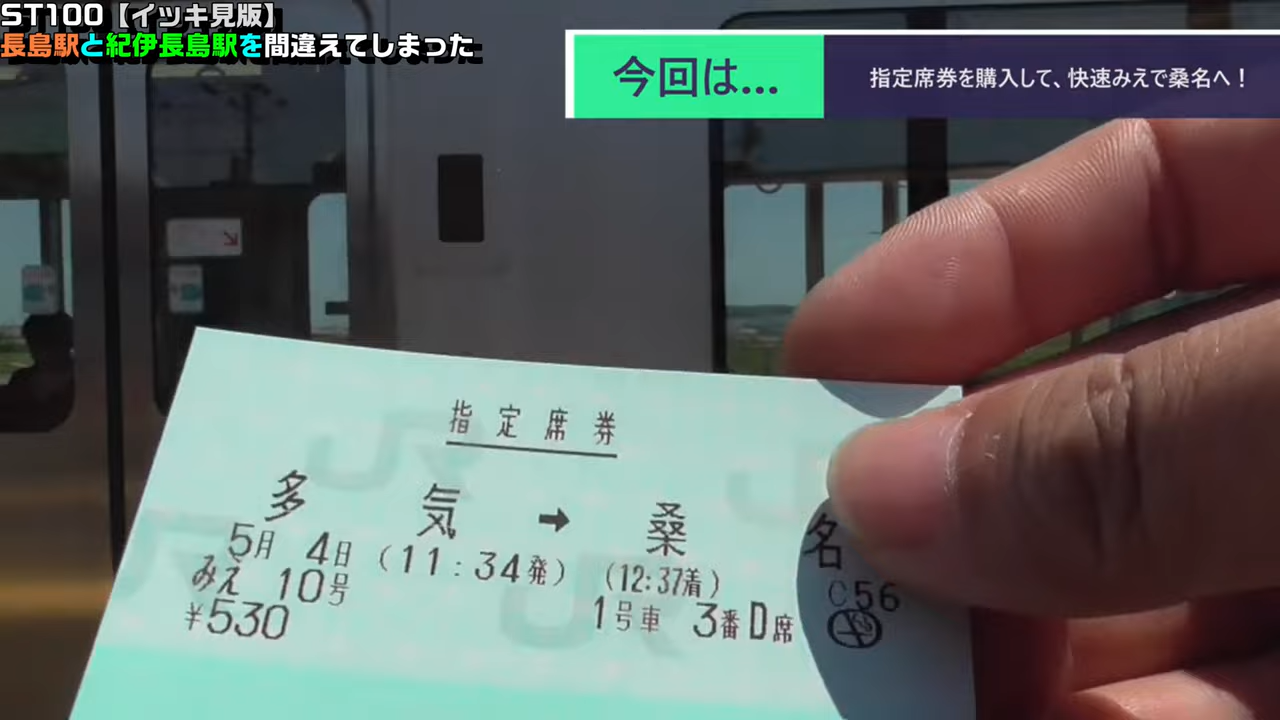 ST100【イッキ見版】
長島駅と紀伊長島駅を間違えてしまった
今回は... 指定席券を購入して、快速みえで桑名へ！
指定席券
多気 → 桑名
5月 4日 (11:34発) (12:37着) C56
みえ 10号 1号車 3番D席
¥530